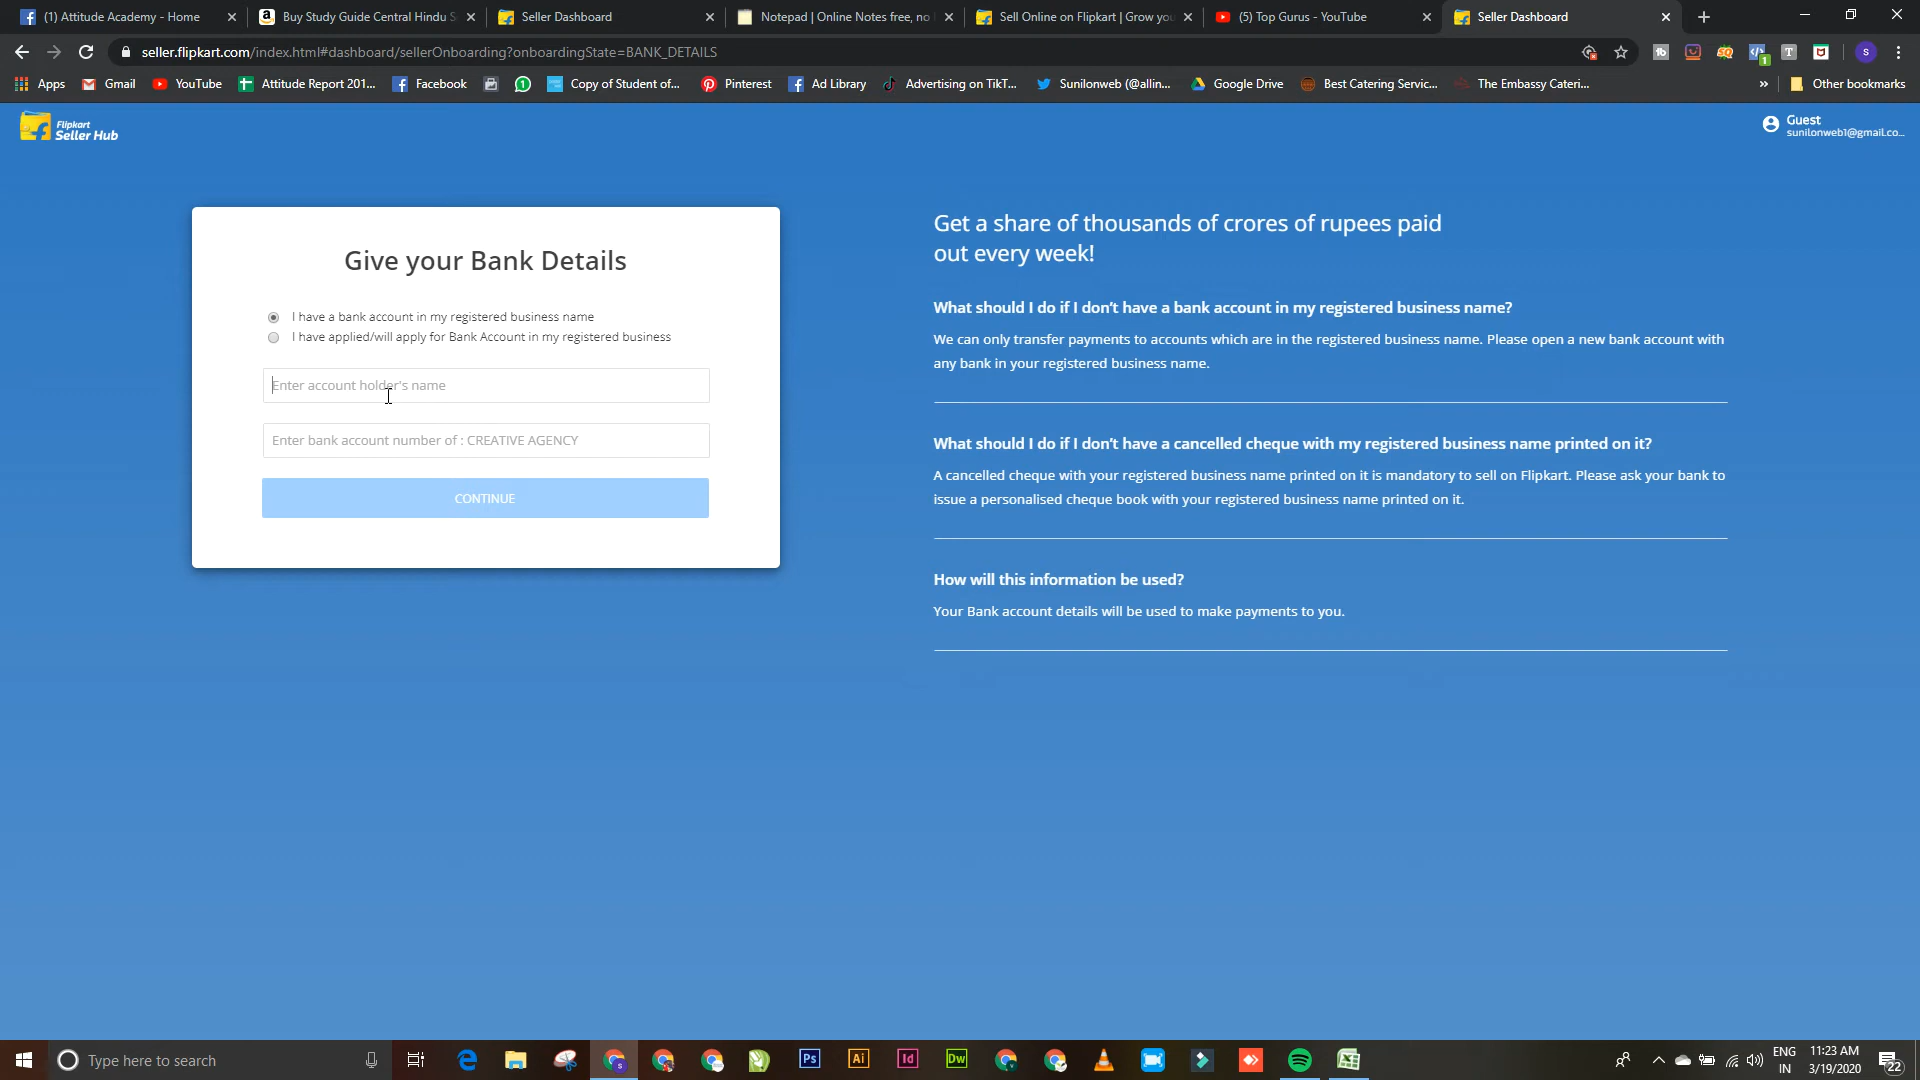 (1) Attitude Academy - Home
Buy Study Guide Central Hindu S
Seller Dashboard
Notepad | Online Notes free, no
Sell Online on Flipkart | Grow you
(5) Top Gurus - YouTube
Seller Dashboard
seller.flipkart.com/index.html#dashboard/sellerOnboarding?onboardingState=BANK_DETAILS
Apps
Gmail
YouTube
Attitude Report 201...
Facebook
Copy of Student of...
Pinterest
Ad Library
Advertising on TikT...
Sunilonweb (@allin...
Google Drive
Best Catering Servic...
The Embassy Cateri...
»
Other bookmarks
Flipkart
Seller Hub
Guest
sunilonweb1@gmail.co...
Give your Bank Details
I have a bank account in my registered business name
I have applied/will apply for Bank Account in my registered business
Enter account holder's name
Enter bank account number of : CREATIVE AGENCY
CONTINUE
Get a share of thousands of crores of rupees paid
out every week!
What should I do if I don't have a bank account in my registered business name?
We can only transfer payments to accounts which are in the registered business name. Please open a new bank account with
any bank in your registered business name.
What should I do if I don't have a cancelled cheque with my registered business name printed on it?
A cancelled cheque with your registered business name printed on it is mandatory to sell on Flipkart. Please ask your bank to
issue a personalised cheque book with your registered business name printed on it.
How will this information be used?
Your Bank account details will be used to make payments to you.
Type here to search
Ps
Ai
Id
Dw
ENG
IN
11:23 AM
3/19/2020
22